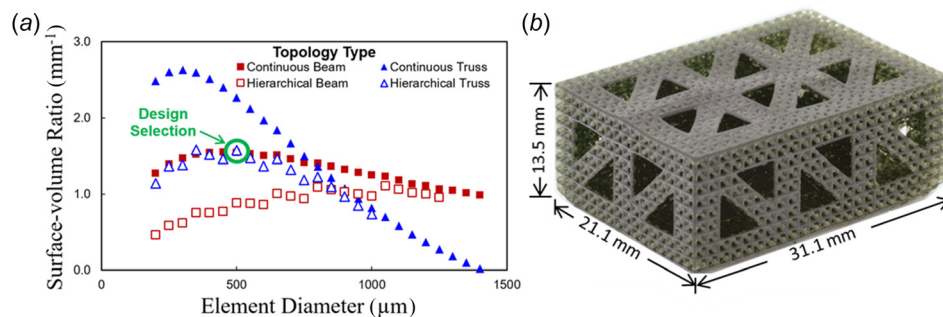 (a)
Surface-volume Ratio (mm⁻¹)
3.0
2.0
1.0
0.0
Topology Type
Continuous Beam
Continuous Truss
Hierarchical Beam
Hierarchical Truss
Design
Selection
0
500
1000
1500
Element Diameter (µm)
(b)
13.5 mm
21.1 mm
31.1 mm